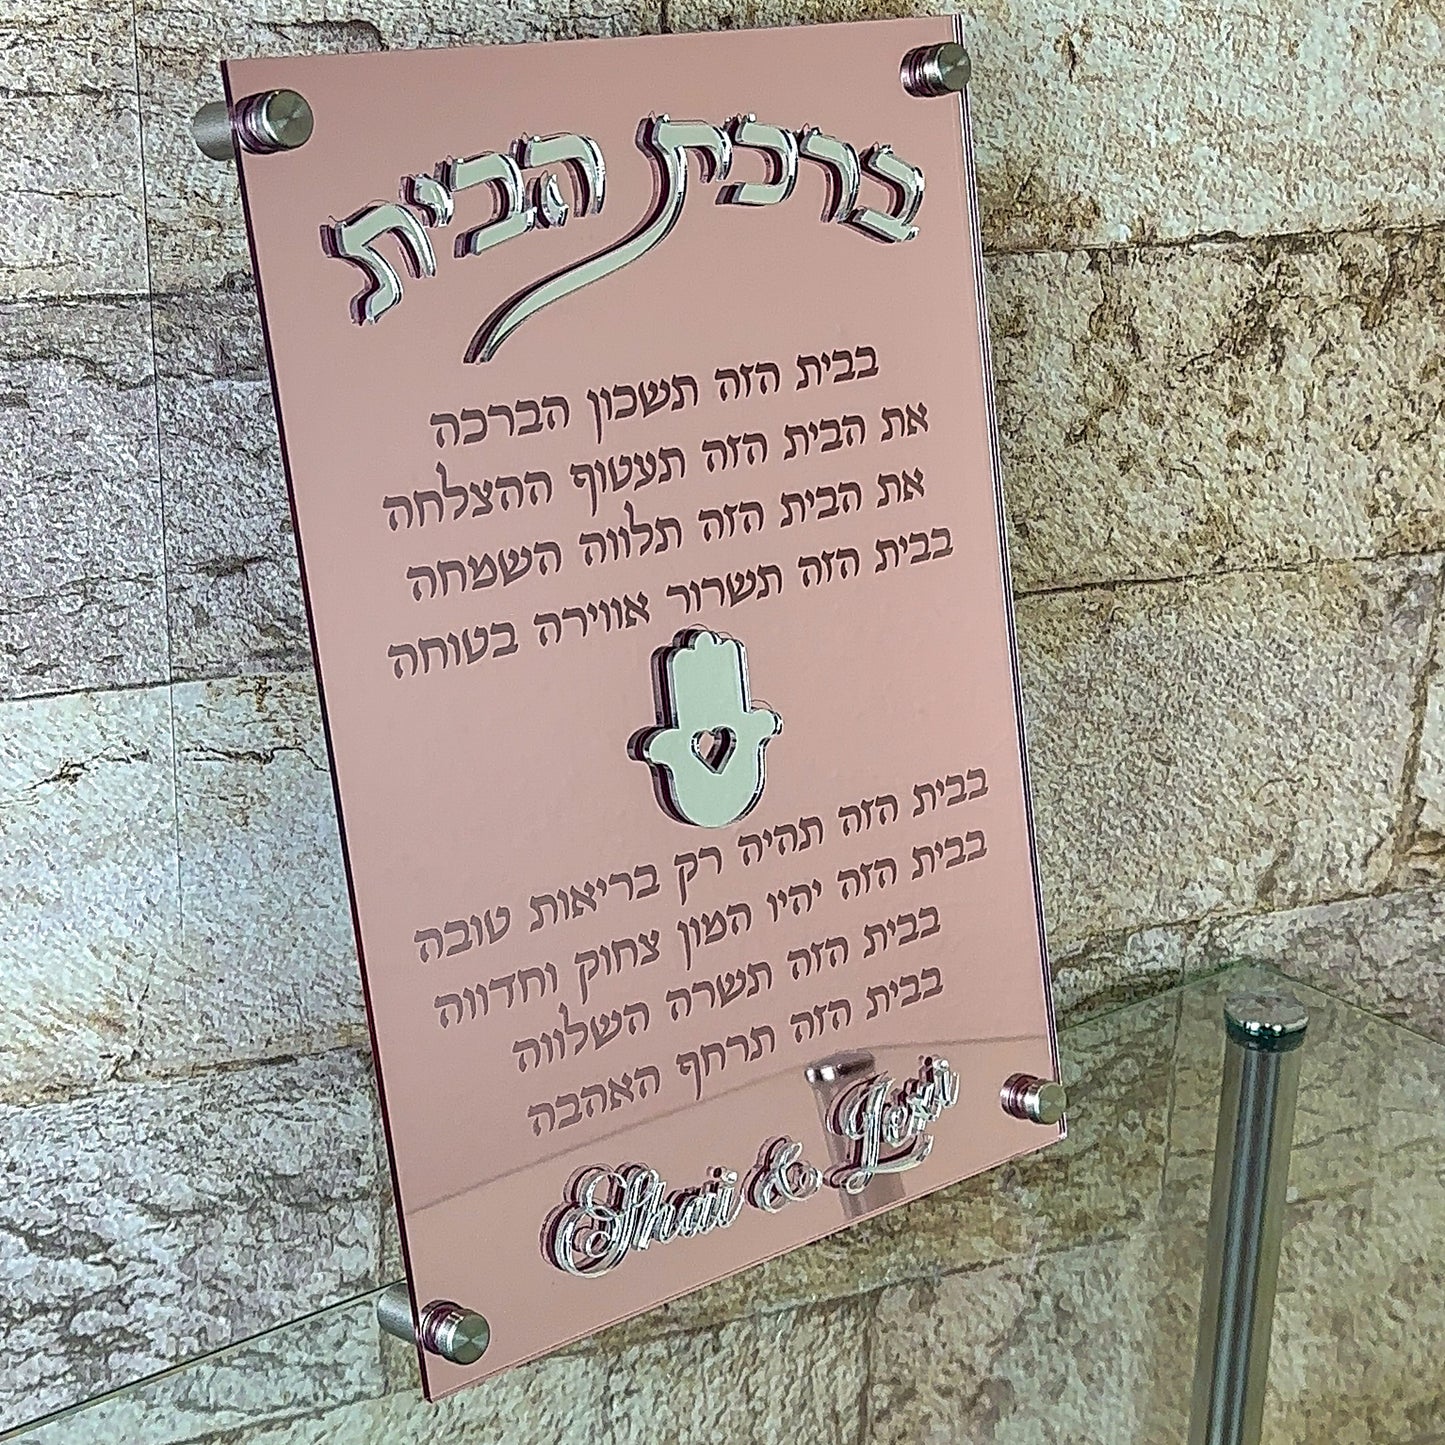 ברכת הבית
בבית הזה תשכון הברכה
את הבית הזה תעטוף ההצלחה
את הבית הזה תלווה השמחה
בבית הזה תשרור אווירה בטוחה
בבית הזה תהיה רק בריאות טובה
בבית הזה יהיו המון צחוק וחדווה
בבית הזה תשרה השלווה
בבית הזה תרחף האהבה
Shai &